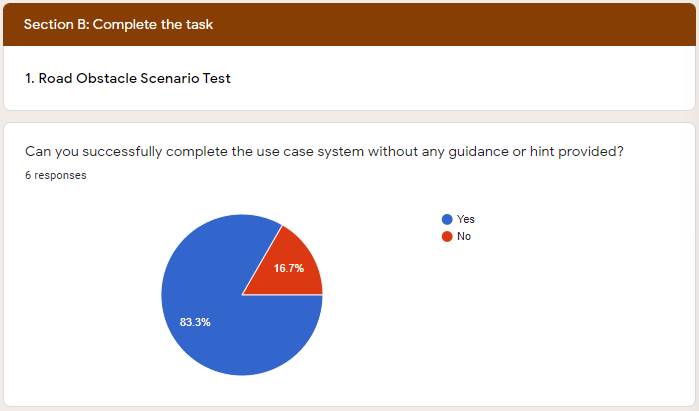 Section B: Complete the task
1. Road Obstacle Scenario Test
Can you successfully complete the use case system without any guidance or hint provided?
6 responses
Yes
No
16.7%
83.3%